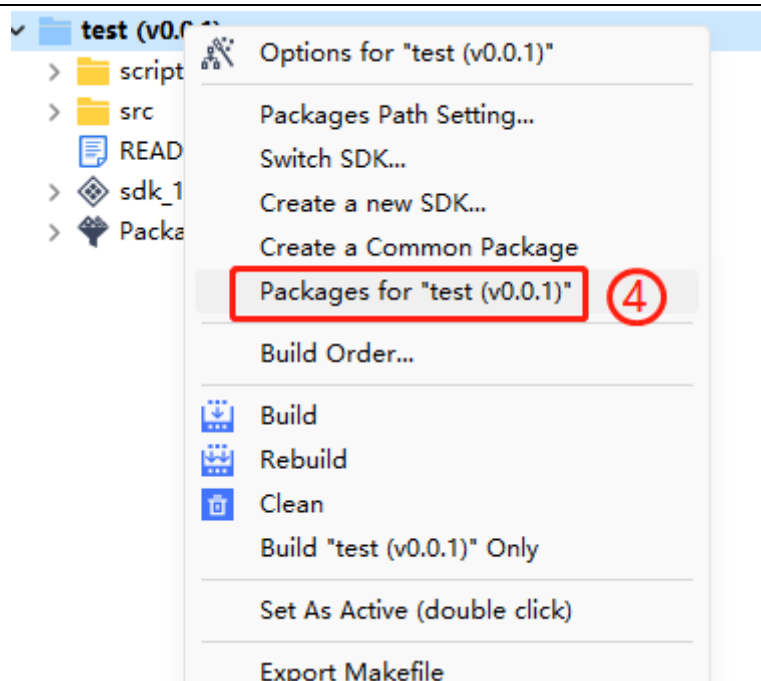 test (v0.0.1)
script
src
READ
sdk_1
Packa
Options for "test (v0.0.1)"
Packages Path Setting...
Switch SDK...
Create a new SDK...
Create a Common Package
Packages for "test (v0.0.1)"
④
Build Order...
Build
Rebuild
Clean
Build "test (v0.0.1)" Only
Set As Active (double click)
Export Makefile